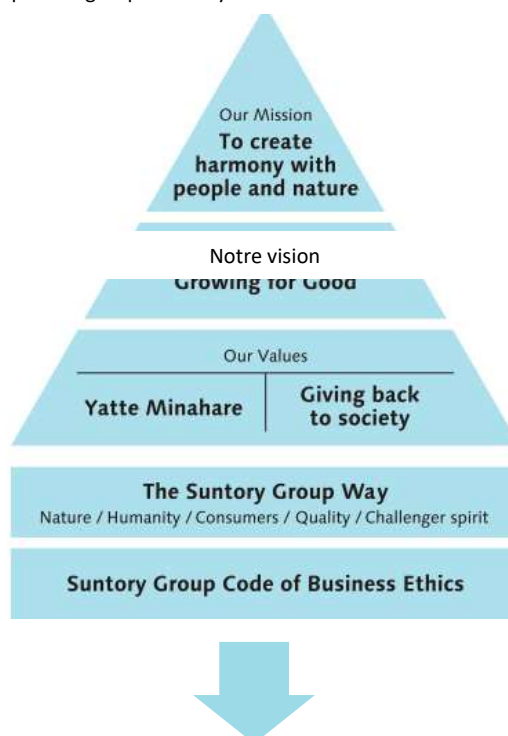 Our Mission
To create
harmony with
people and nature
Notre vision
Growing for Good
Our Values
Yatte Minahare
Giving back
to society
The Suntory Group Way
Nature / Humanity / Consumers / Quality / Challenger spirit
Suntory Group Code of Business Ethics